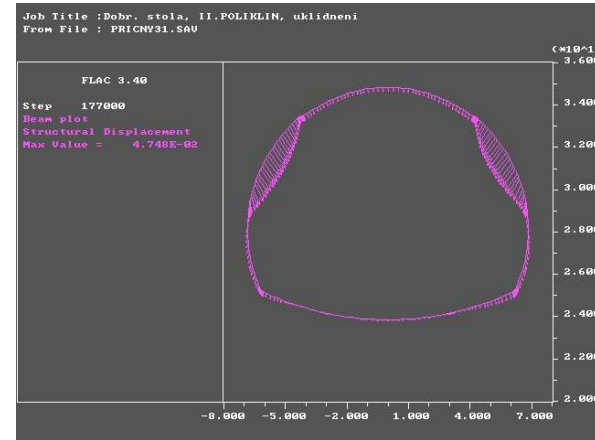 Job Title :Dobr. stola, II.POLIKLIN, uklidneni
From File : PRICNY31.SAV
(*10^1
3.600
FLAC 3.40
3.400
Step 177000
Beam plot
Structural Displacement
Max Value = 4.748E-02
3.200
3.000
2.800
2.600
2.400
2.200
2.000
-8.000 -5.000 -2.000 1.000 4.000 7.000